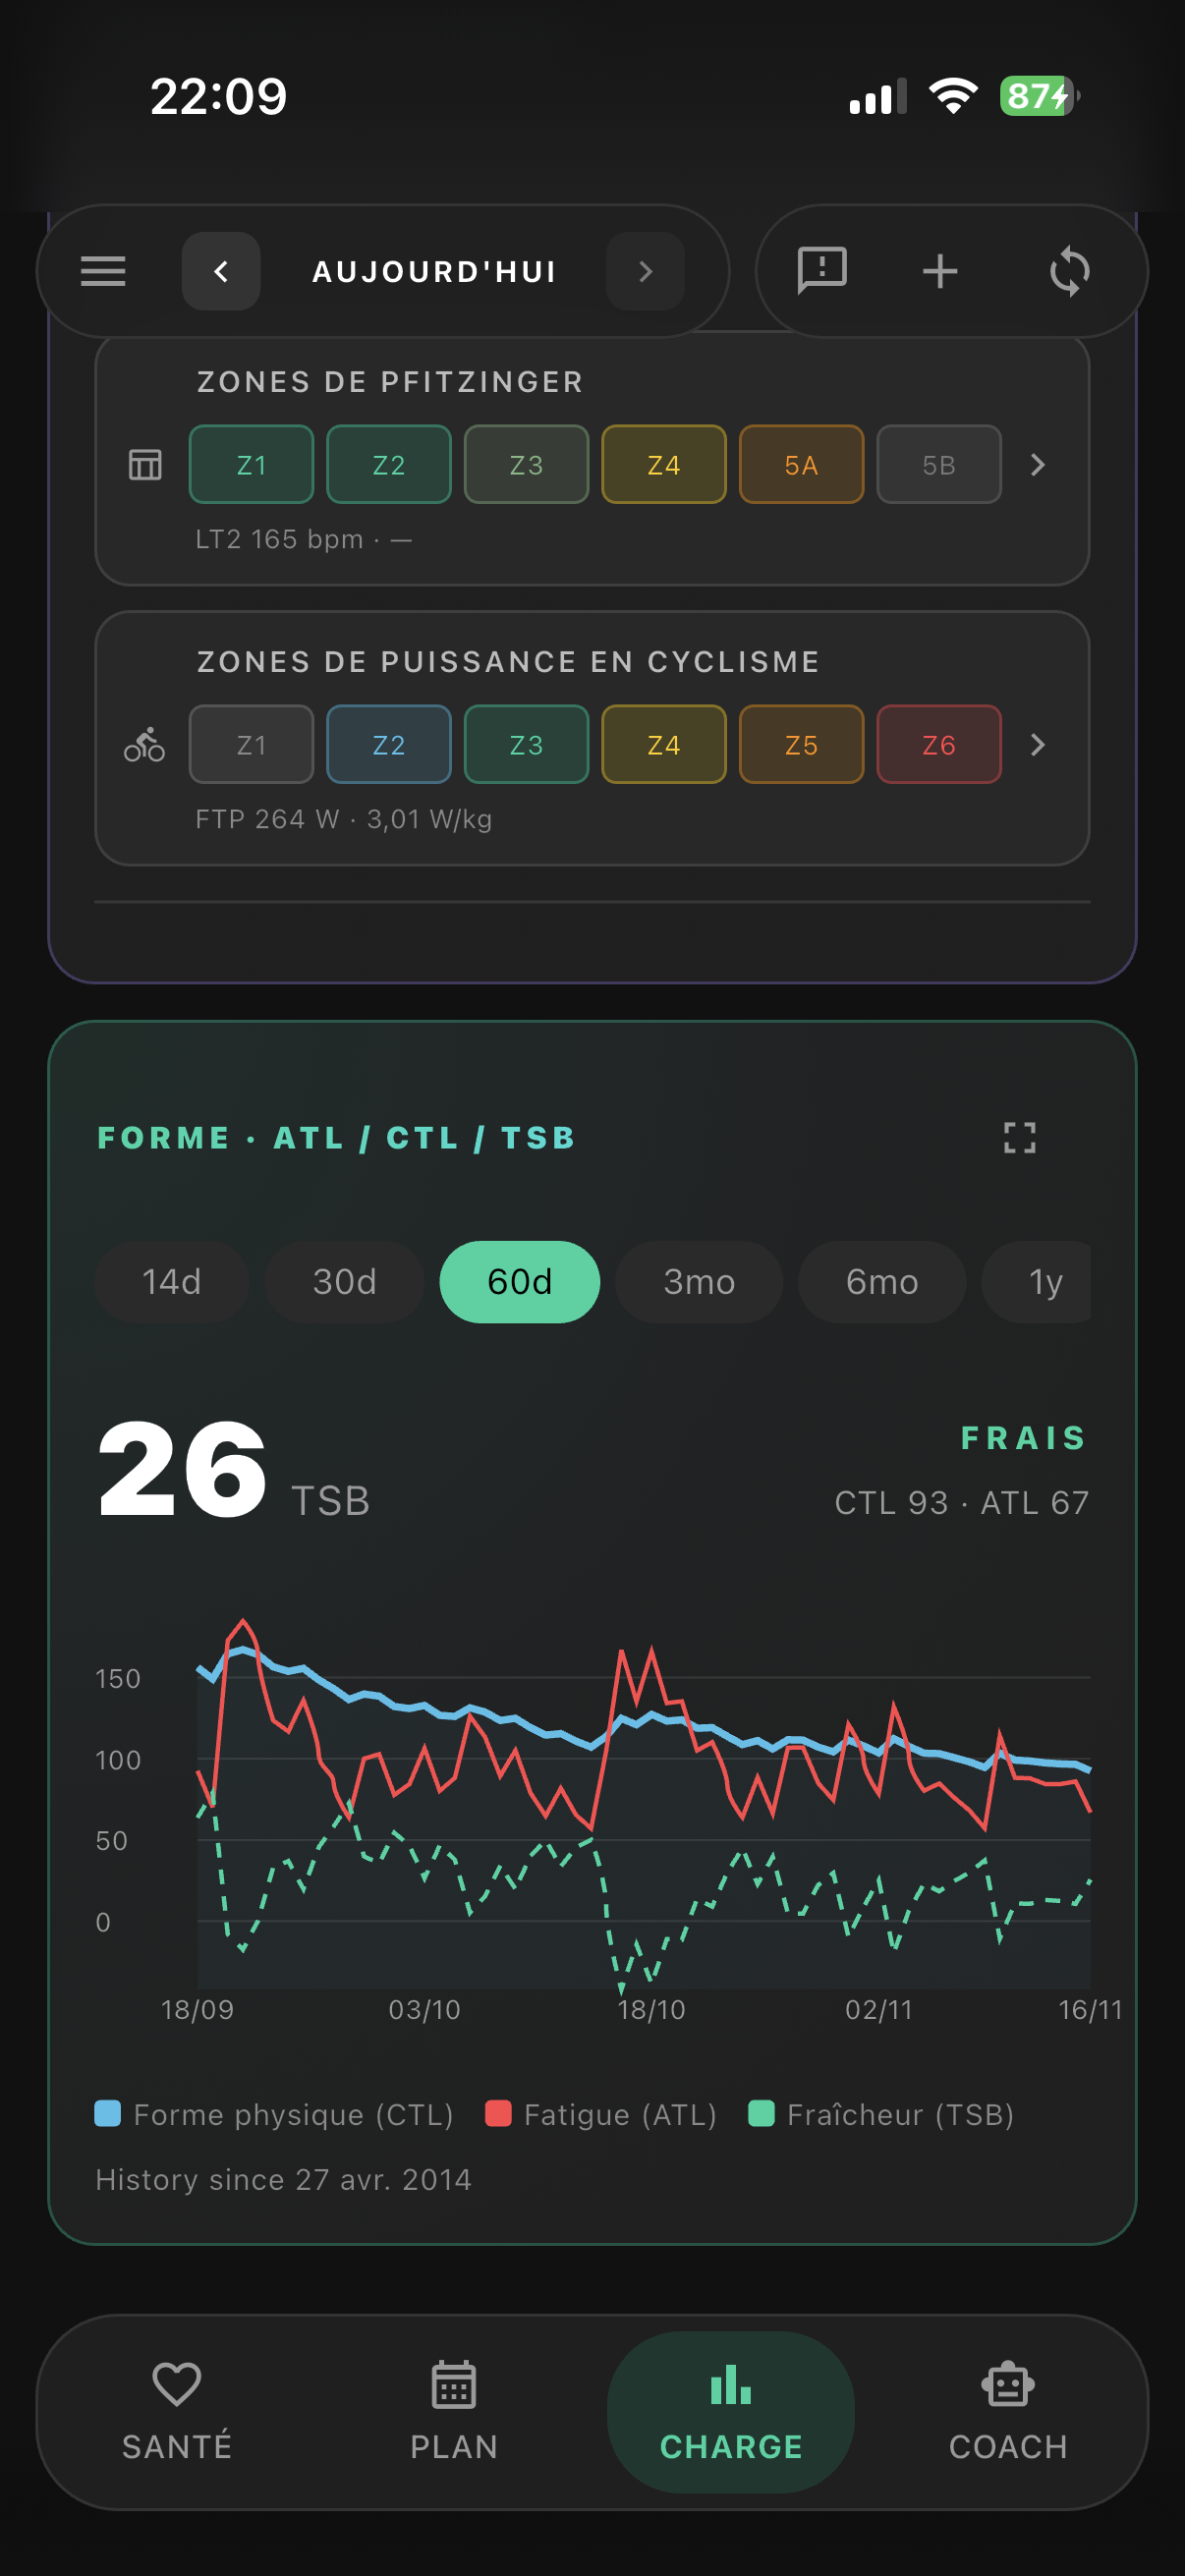 22:09
87
AUJOURD'HUI
ZONES DE PFITZINGER
Z1 Z2 Z3 Z4 5A 5B
LT2 165 bpm · —
ZONES DE PUISSANCE EN CYCLISME
Z1 Z2 Z3 Z4 Z5 Z6
FTP 264 W · 3,01 W/kg
FORME · ATL / CTL / TSB
14d 30d 60d 3mo 6mo 1y
26 TSB
FRAIS
CTL 93 · ATL 67
150
100
50
0
18/09 03/10 18/10 02/11 16/11
Forme physique (CTL) Fatigue (ATL) Fraîcheur (TSB)
History since 27 avr. 2014
SANTÉ PLAN CHARGE COACH